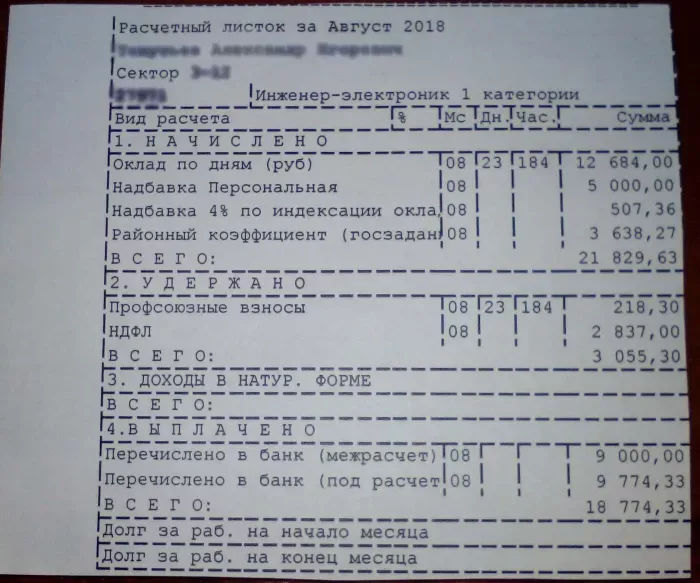 Расчетный листок за Август 2018
Сектор
Инженер-электроник 1 категории
Вид расчета % Мс Дн. Час. Сумма
1. Н А Ч И С Л Е Н О
Оклад по дням (руб) 08 23 184 12 684,00
Надбавка Персональная 08 5 000,00
Надбавка 4% по индексации окла 08 507,36
Районный коэффициент (госзадан 08 3 638,27
В С Е Г О: 21 829,63
2. У Д Е Р Ж А Н О
Профсоюзные взносы 08 23 184 218,30
НДФЛ 08 2 837,00
В С Е Г О: 3 055,30
3. ДОХОДЫ В НАТУР. ФОРМЕ
В С Е Г О:
4.В Ы П Л А Ч Е Н О
Перечислено в банк (межрасчет) 08 9 000,00
Перечислено в банк (под расчет 08 9 774,33
В С Е Г О: 18 774,33
Долг за раб. на начало месяца
Долг за раб. на конец месяца